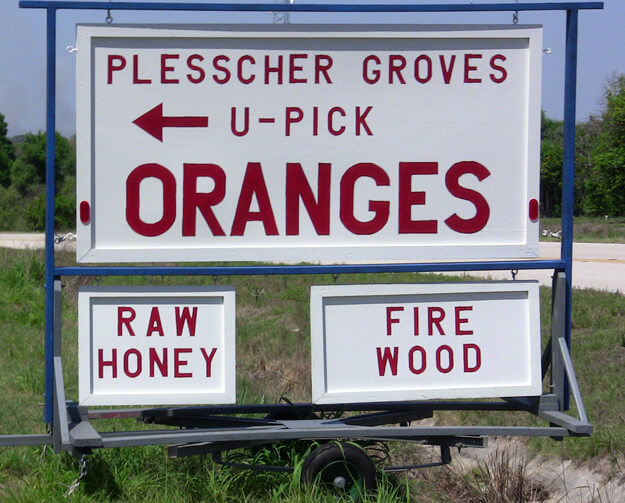 PLESSCHER GROVES
U-PICK
ORANGES
RAW
HONEY
FIRE
WOOD